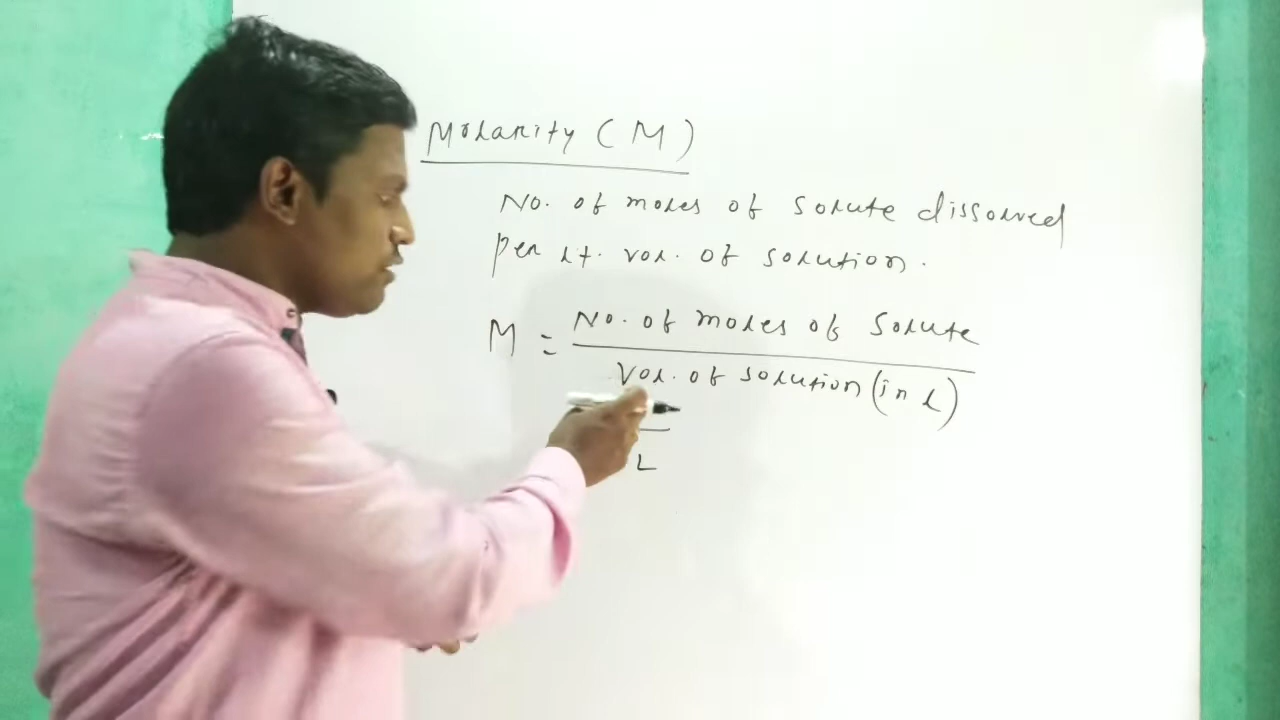 Molarity (M)
No. of moles of solute dissolved
per lt. vol. of solution.
M = No. of moles of solute
Vol. of solution (in L)
L